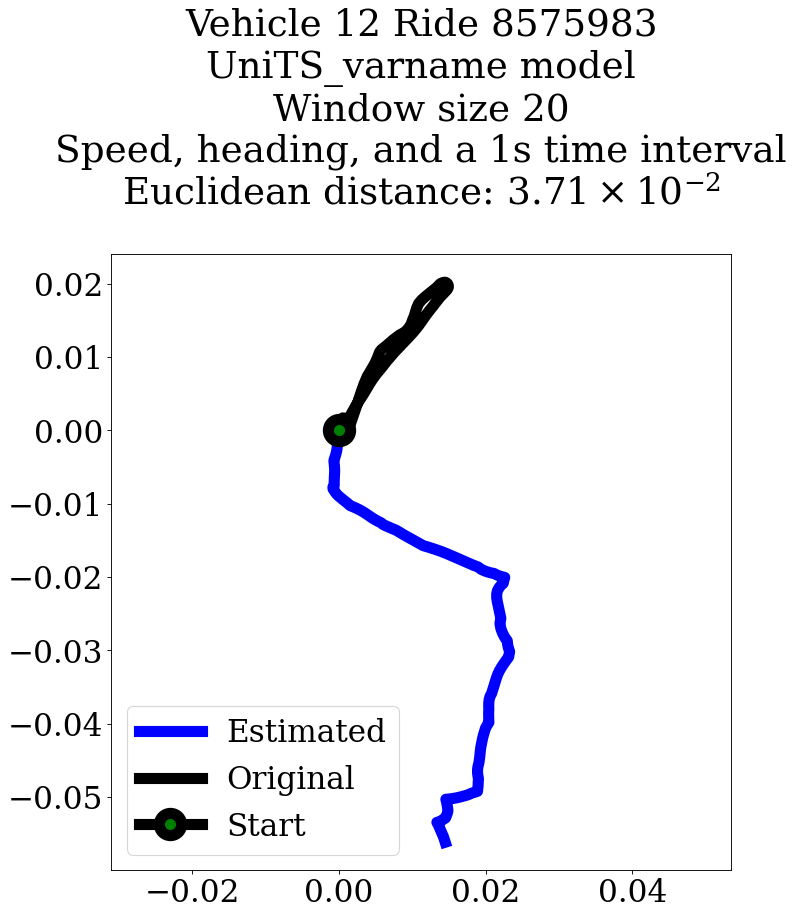 Vehicle 12 Ride 8575983
UniTS_varname model
Window size 20
Speed, heading, and a 1s time interval
Euclidean distance: 3.71 × 10⁻²
0.02
0.01
0.00
−0.01
−0.02
−0.03
−0.04
−0.05
Estimated
Original
Start
−0.02 0.00 0.02 0.04